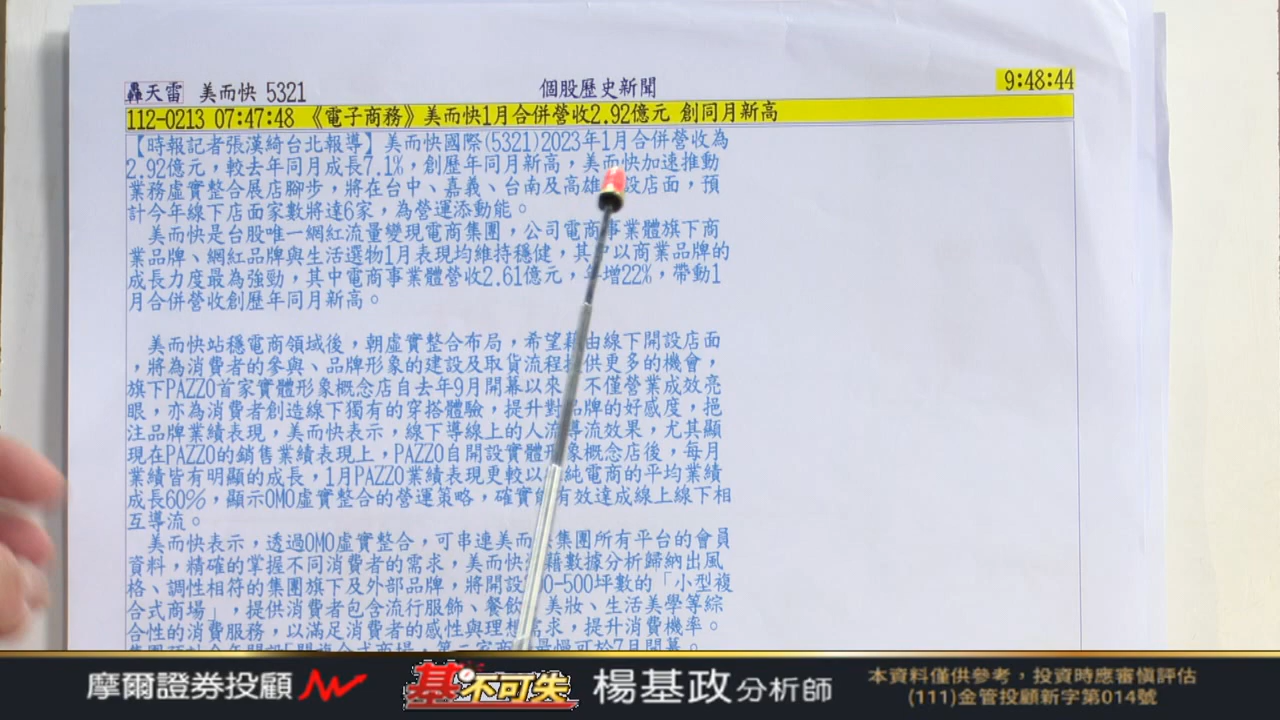 轟天雷 美而快 5321 個股歷史新聞 9:48:44
112-0213 07:47:48 《電子商務》美而快1月合併營收2.92億元 創同月新高
【時報記者張漢綺台北報導】美而快國際(5321)2023年1月合併營收為
2.92億元，較去年同月成長7.1%，創歷年同月新高，美而快加速推動
業務虛實整合展店腳步，將在台中、嘉義、台南及高雄 設店面，預
計今年線下店面家數將達6家，為營運添動能。
美而快是台股唯一網紅流量變現電商集團，公司電商事業體旗下商
業品牌、網紅品牌與生活選物1月表現均維持穩健，其中以商業品牌的
成長力度最為強勁，其中電商事業體營收2.61億元，年增22%，帶動1
月合併營收創歷年同月新高。
美而快站穩電商領域後，朝虛實整合布局，希望藉由線下開設店面
，將為消費者的參與、品牌形象的建設及取貨流程提供更多的機會，
旗下PAZZO首家實體形象概念店自去年9月開幕以來 不僅營業成效亮
眼，亦為消費者創造線下獨有的穿搭體驗，提升對品牌的好感度，挹
注品牌業績表現，美而快表示，線下導線上的人流導流效果，尤其顯
現在PAZZO的銷售業績表現上，PAZZO自開設實體形象概念店後，每月
業績皆有明顯的成長，1月PAZZO業績表現更較以 純電商的平均業績
成長60%，顯示OMO虛實整合的營運策略，確實能有效達成線上線下相
互導流。
美而快表示，透過OMO虛實整合，可串連美而快集團所有平台的會員
資料，精確的掌握不同消費者的需求，美而快 藉數據分析歸納出風
格、調性相符的集團旗下及外部品牌，將開設 0-500坪數的「小型複
合式商場」，提供消費者包含流行服飾、餐飲 美妝、生活美學等綜
合性的消費服務，以滿足消費者的感性與理想需求，提升消費機率。
摩爾證券投顧 基不可失 楊基政分析師 本資料僅供參考，投資時應審慎評估
(111)金管投顧新字第014號